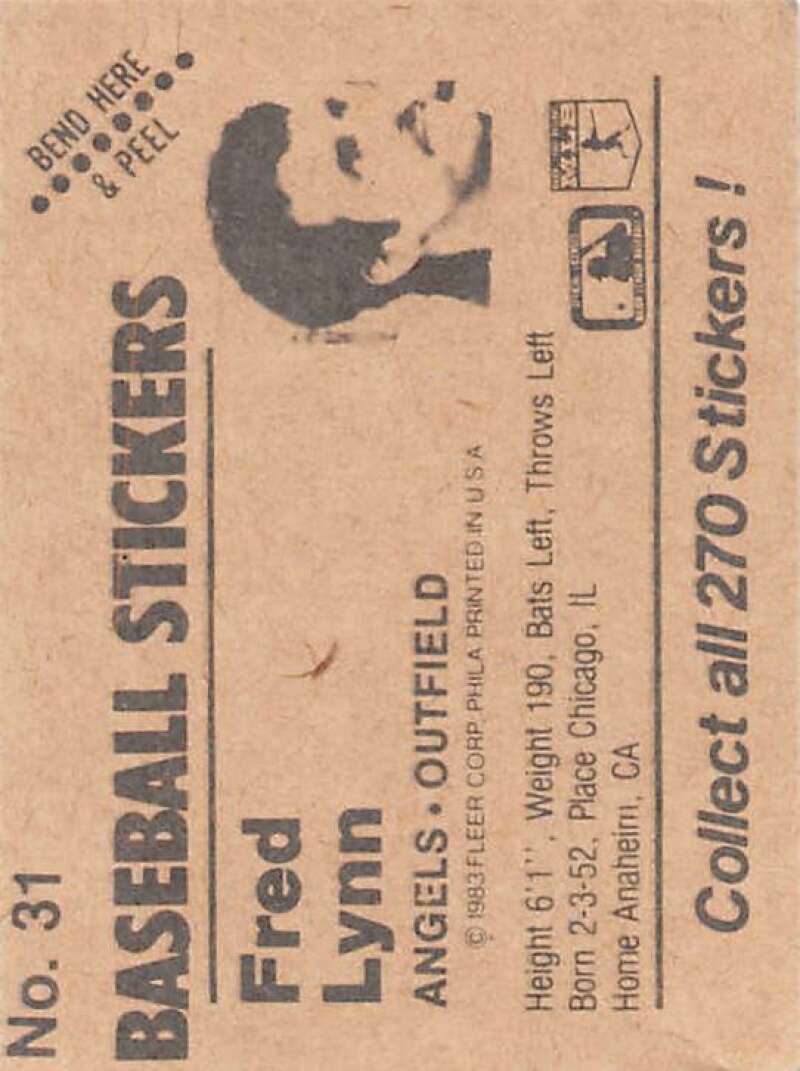 No. 31
BEND HERE
& PEEL
BASEBALL STICKERS
Fred
Lynn
ANGELS • OUTFIELD
© 1983 FLEER CORP. PHILA PRINTED IN U S A
Height 6'1'', Weight 190, Bats Left, Throws Left
Born 2-3-52, Place Chicago, IL
Home Anaheim, CA
Collect all 270 Stickers!